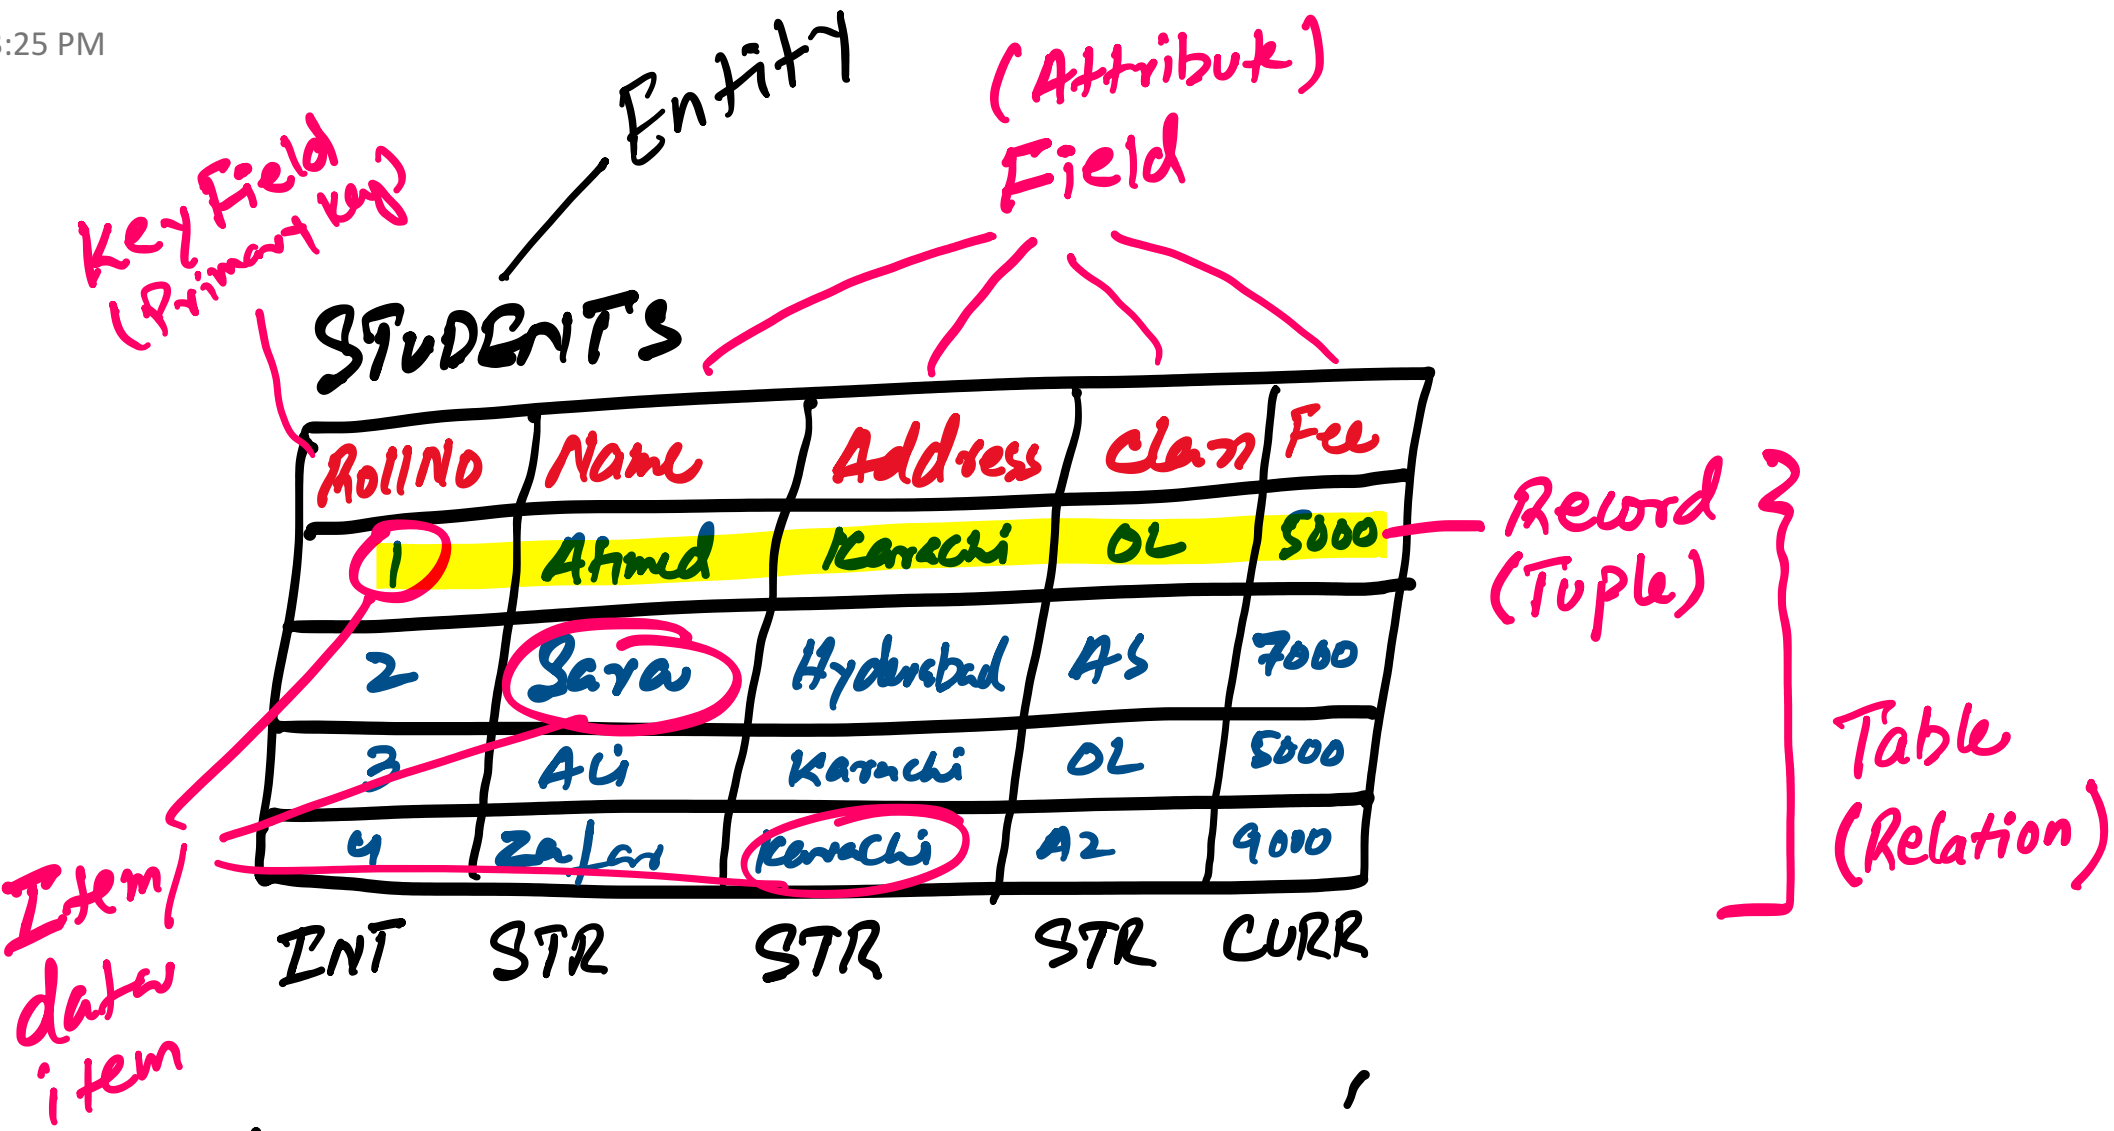 :25 PM
Entity
(Attribute)
Field
Key Field
(Primary Key)
STUDENTS
RollNo Name Address Class Fee
1 Ahmed Karachi OL 5000
2 Sara Hyderabad AS 7000
3 Ali Karachi OL 5000
4 Zafar Karachi A2 9000
INT STR STR STR CURR
Record
(Tuple)
Table
(Relation)
Item/
data
item